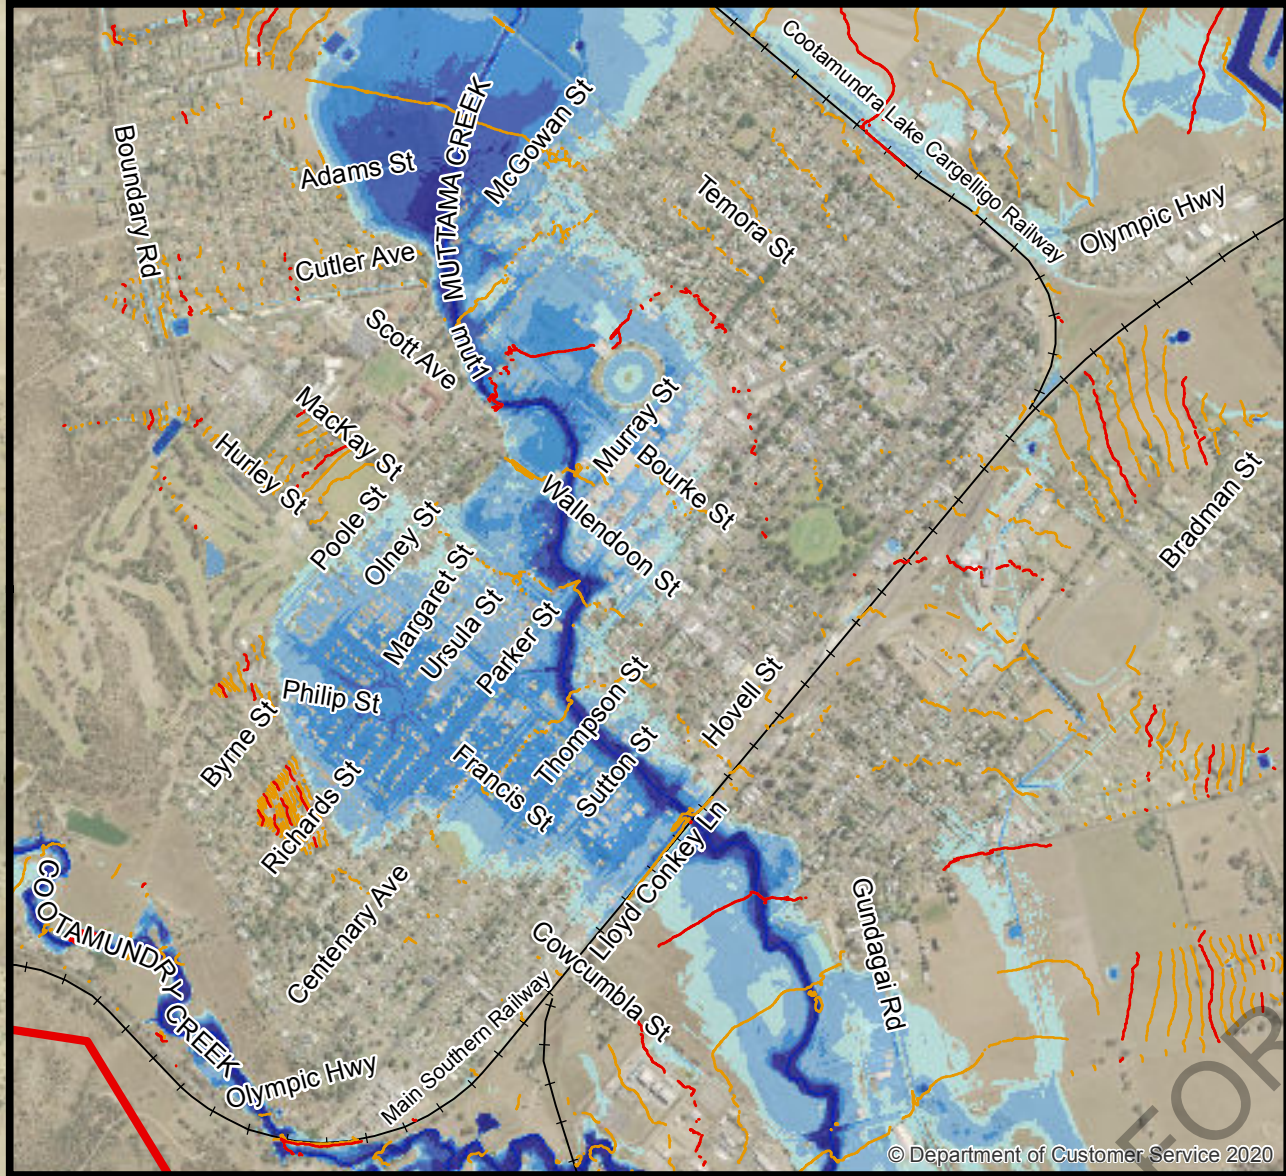 Cootamundra Lake Cargelligo Railway
MUTTAMA CREEK
McGowan St
Boundary Rd
Adams St
Temora St
Olympic Hwy
Cutler Ave
Scott Ave
mut1
MacKay St
Murray St
Hurley St
Bourke St
Bradman St
Poole St
Olney St
Wallendoon St
Margaret St
Ursula St
Parker St
Philip St
Thompson St
Hovell St
Byrne St
Sutton St
Francis St
Richards St
Lloyd Conkey Ln
COOTAMUNDRY CREEK
Centenary Ave
Gundagai Rd
Cowcumbla St
Main Southern Railway
Olympic Hwy
FOR
© Department of Customer Service 2020